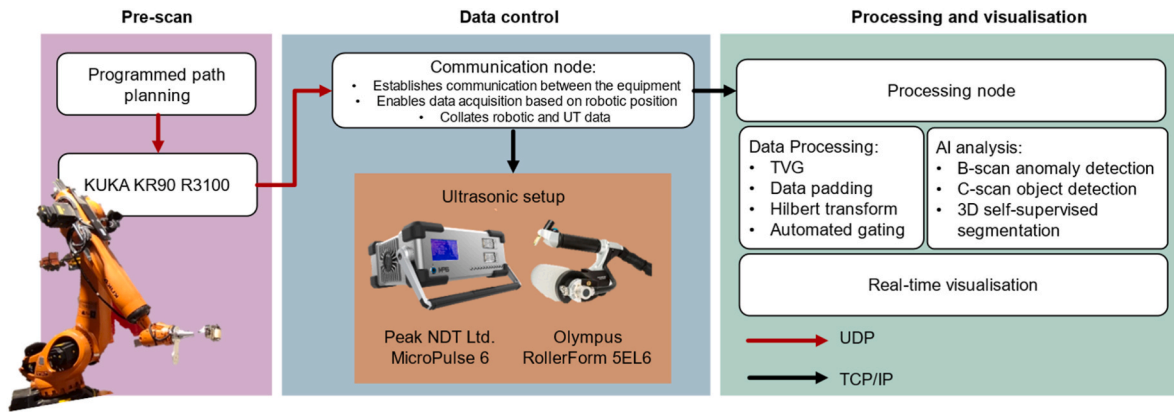 Pre-scan
Programmed path
planning
KUKA KR90 R3100
Data control
Communication node:
• Establishes communication between the equipment
• Enables data acquisition based on robotic position
• Collates robotic and UT data
Ultrasonic setup
Peak NDT Ltd.
MicroPulse 6
Olympus
RollerForm 5EL6
Processing and visualisation
Processing node
Data Processing:
• TVG
• Data padding
• Hilbert transform
• Automated gating
AI analysis:
• B-scan anomaly detection
• C-scan object detection
• 3D self-supervised
segmentation
Real-time visualisation
UDP
TCP/IP